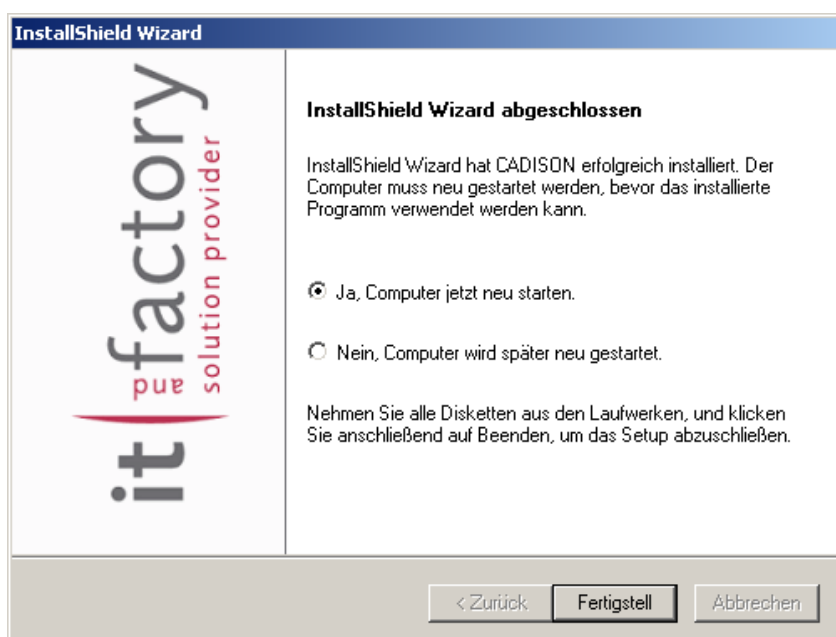 InstallShield Wizard
it factory
and
solution provider
InstallShield Wizard abgeschlossen
InstallShield Wizard hat CADISON erfolgreich installiert. Der
Computer muss neu gestartet werden, bevor das installierte
Programm verwendet werden kann.
Ja, Computer jetzt neu starten.
Nein, Computer wird später neu gestartet.
Nehmen Sie alle Disketten aus den Laufwerken, und klicken
Sie anschließend auf Beenden, um das Setup abzuschließen.
< Zurück
Fertigstell
Abbrechen